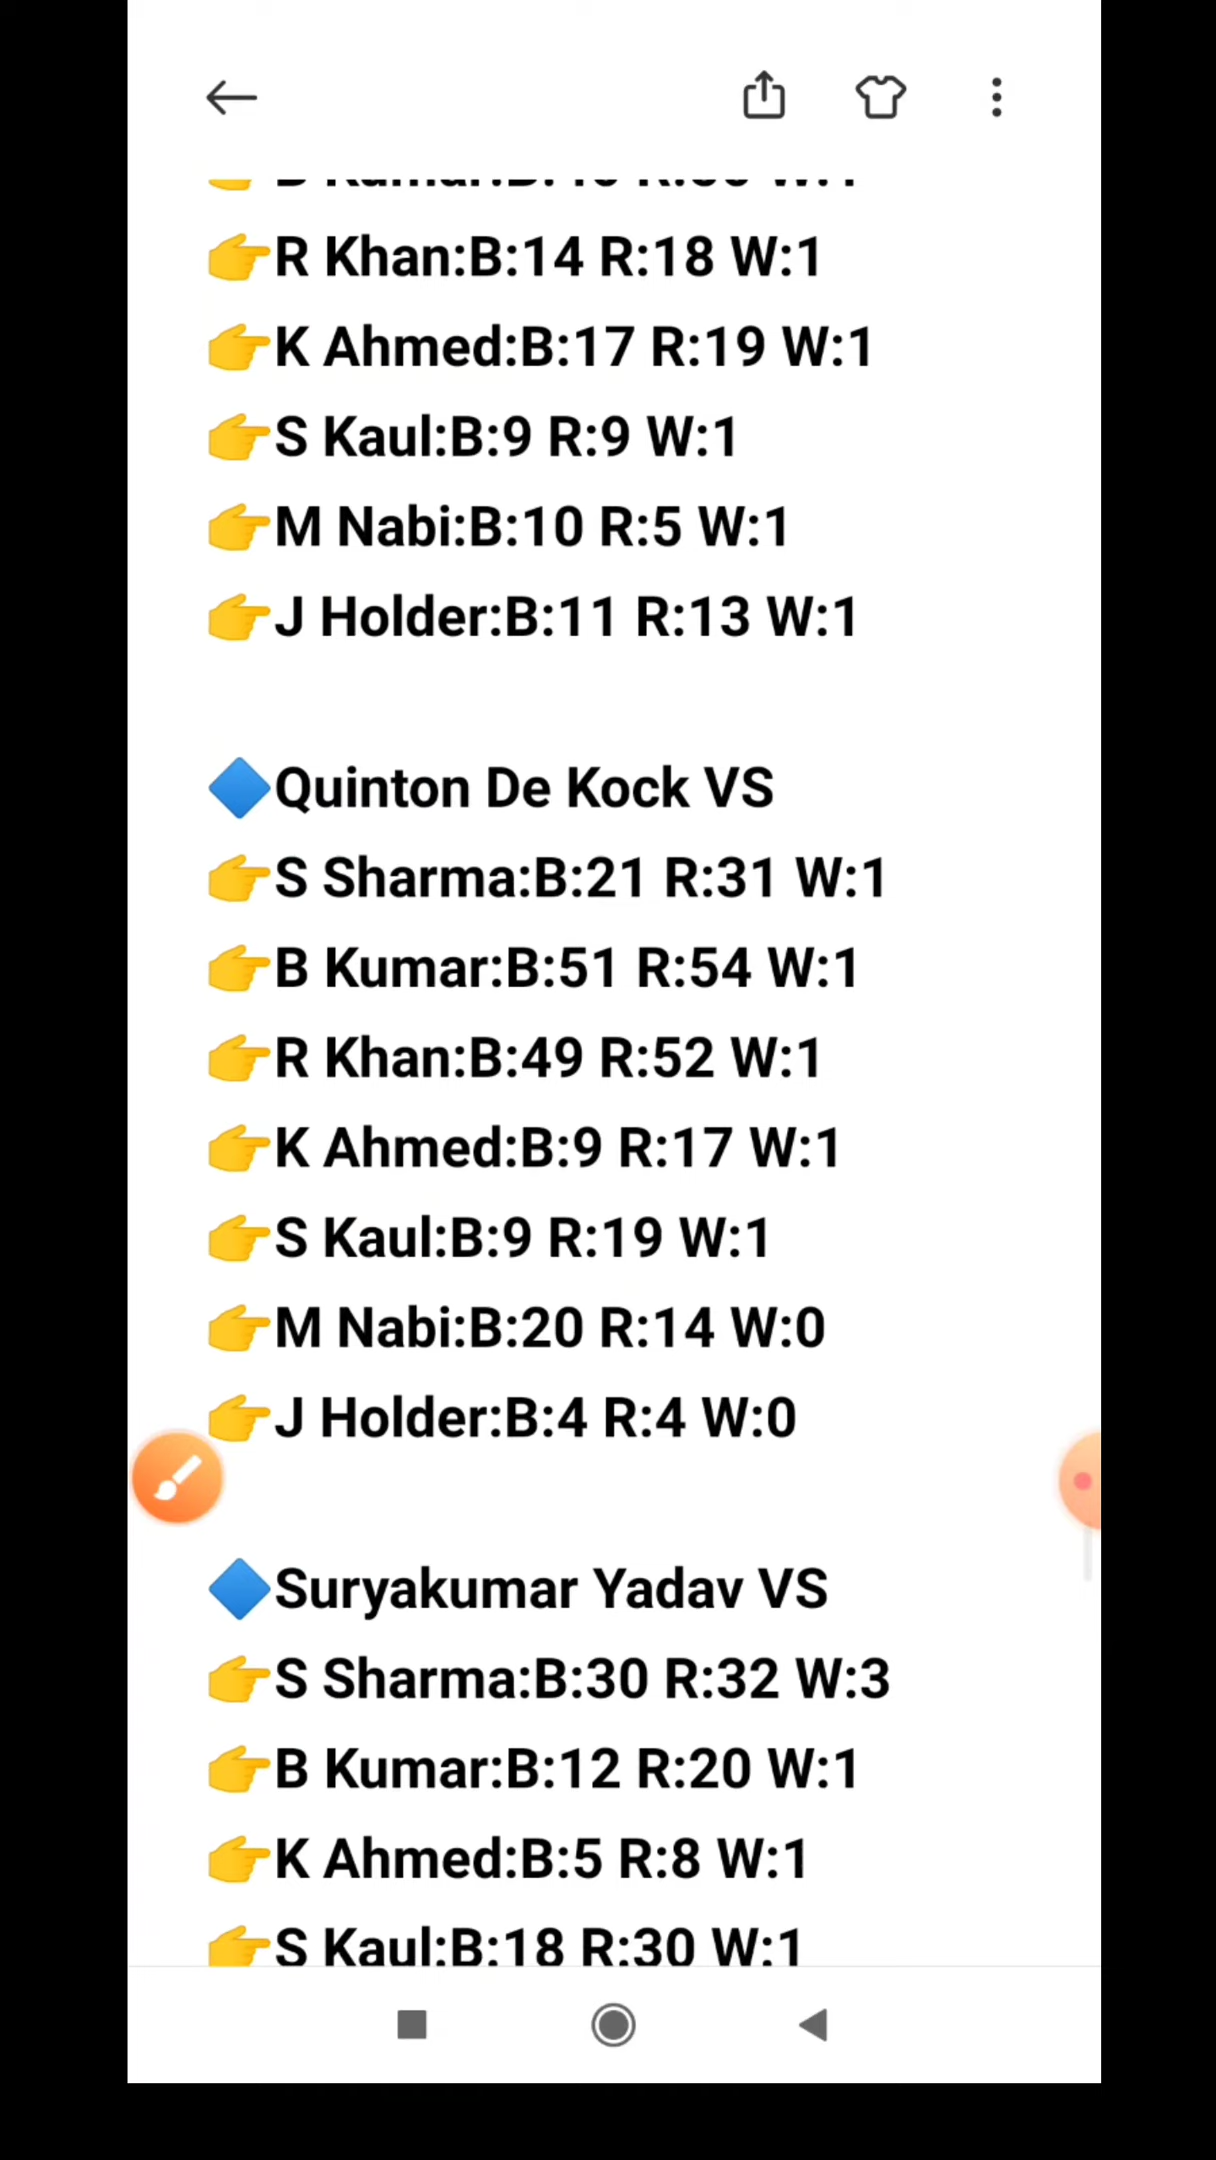 👉R Khan:B:14 R:18 W:1
👉K Ahmed:B:17 R:19 W:1
👉S Kaul:B:9 R:9 W:1
👉M Nabi:B:10 R:5 W:1
👉J Holder:B:11 R:13 W:1
🔷Quinton De Kock VS
👉S Sharma:B:21 R:31 W:1
👉B Kumar:B:51 R:54 W:1
👉R Khan:B:49 R:52 W:1
👉K Ahmed:B:9 R:17 W:1
👉S Kaul:B:9 R:19 W:1
👉M Nabi:B:20 R:14 W:0
👉J Holder:B:4 R:4 W:0
🔷Suryakumar Yadav VS
👉S Sharma:B:30 R:32 W:3
👉B Kumar:B:12 R:20 W:1
👉K Ahmed:B:5 R:8 W:1
👉S Kaul:B:18 R:30 W:1